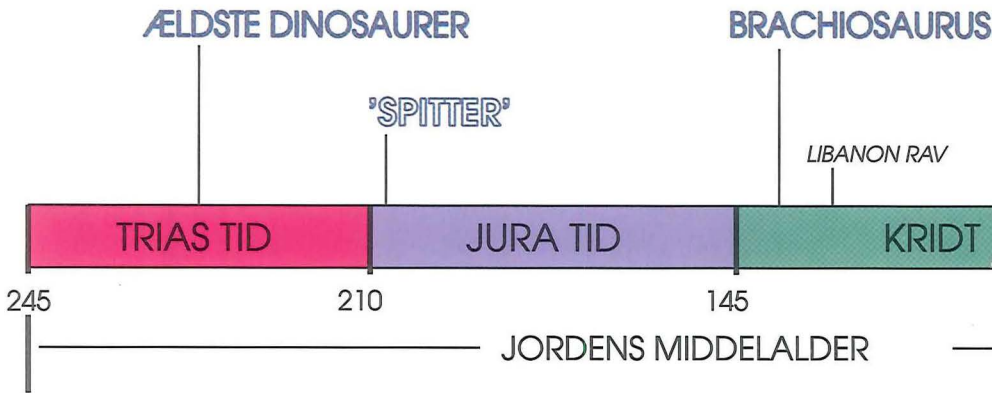 ÆLDSTE DINOSAURER
BRACHIOSAURUS
'SPITTER'
LIBANON RAV
TRIAS TID
JURA TID
KRIDT
245
210
145
JORDENS MIDDELALDER